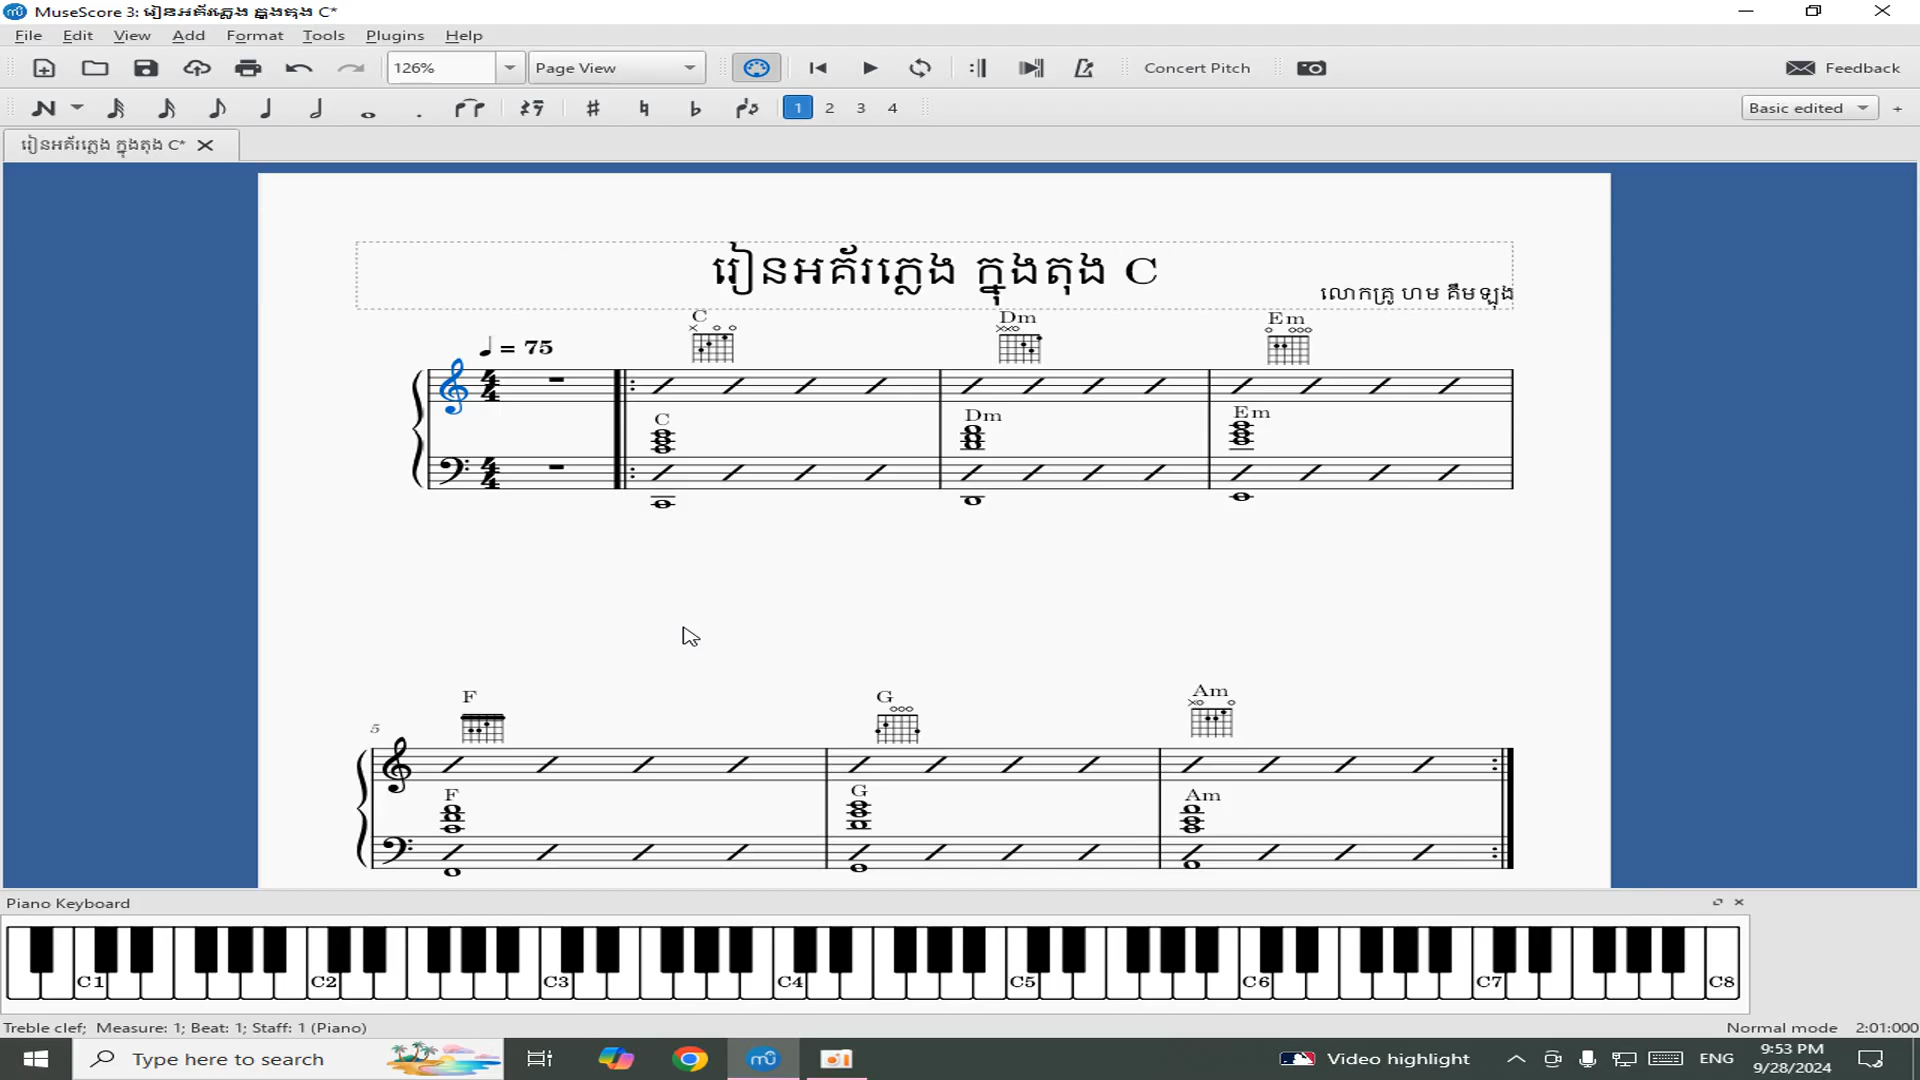 MuseScore 3: រៀនអគ័រភ្លេង ក្នុងតុង C*
File Edit View Add Format Tools Plugins Help
126% Page View Concert Pitch Feedback
1 2 3 4 Basic edited +
រៀនអគ័រភ្លេង ក្នុងតុង C*
រៀនអគ័រភ្លេង ក្នុងតុង C
លោកគ្រូ ហម គឹមឡុង
C Dm Em
= 75
C Dm Em
F G Am
5
F G Am
Piano Keyboard
C1 C2 C3 C4 C5 C6 C7 C8
Treble clef; Measure: 1; Beat: 1; Staff: 1 (Piano) Normal mode 2:01:000
Type here to search Video highlight ENG 9:53 PM
9/28/2024